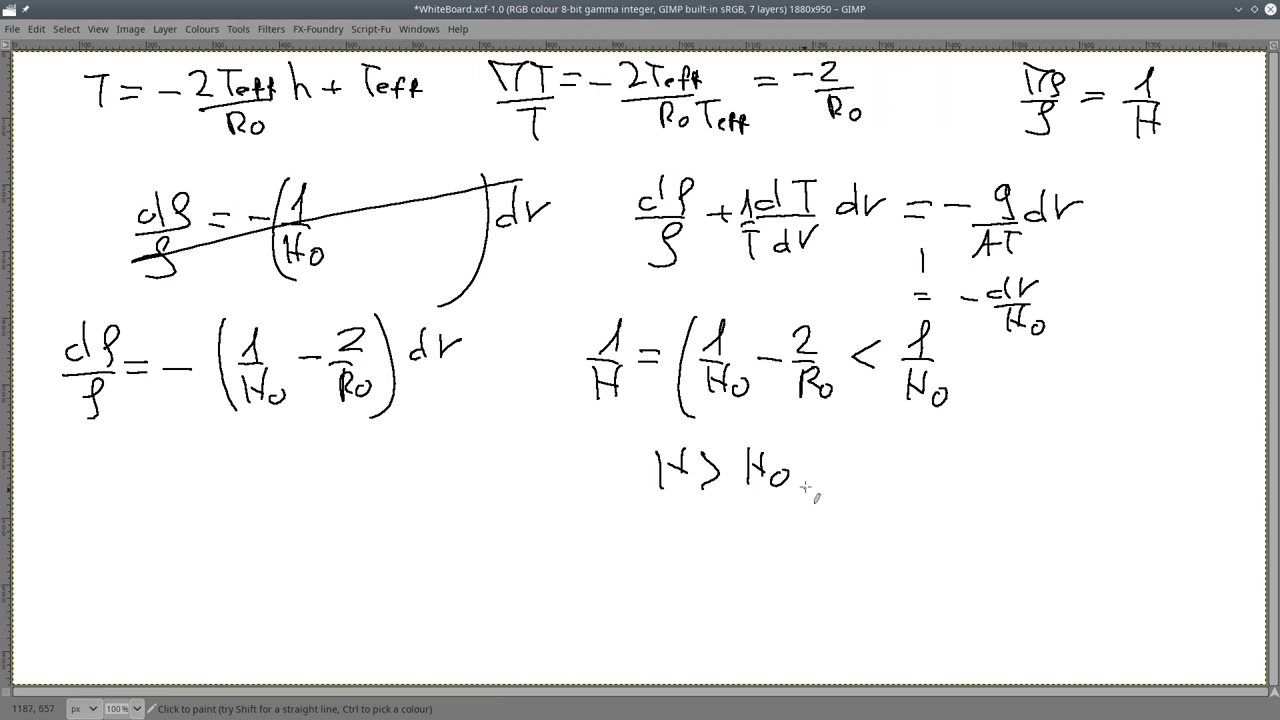 *WhiteBoard.xcf-1.0 (RGB colour 8-bit gamma integer, GIMP built-in sRGB, 7 layers) 1880x950 – GIMP
File Edit Select View Image Layer Colours Tools Filters FX-Foundry Script-Fu Windows Help
T = -2Teff/R0 h + Teff ∇T/T = -2Teff/R0Teff = -2/R0 ∇ρ/ρ = 1/H
dρ/ρ = -(1/H0 )dr dρ/ρ + 1/T dT/dr dr = - g/AT dr
= - dr/H0
dρ/ρ = - (1/H0 - 2/R0) dr 1/H = (1/H0 - 2/R0 < 1/H0
H > H0
1187, 657 px 100% Click to paint (try Shift for a straight line, Ctrl to pick a colour)